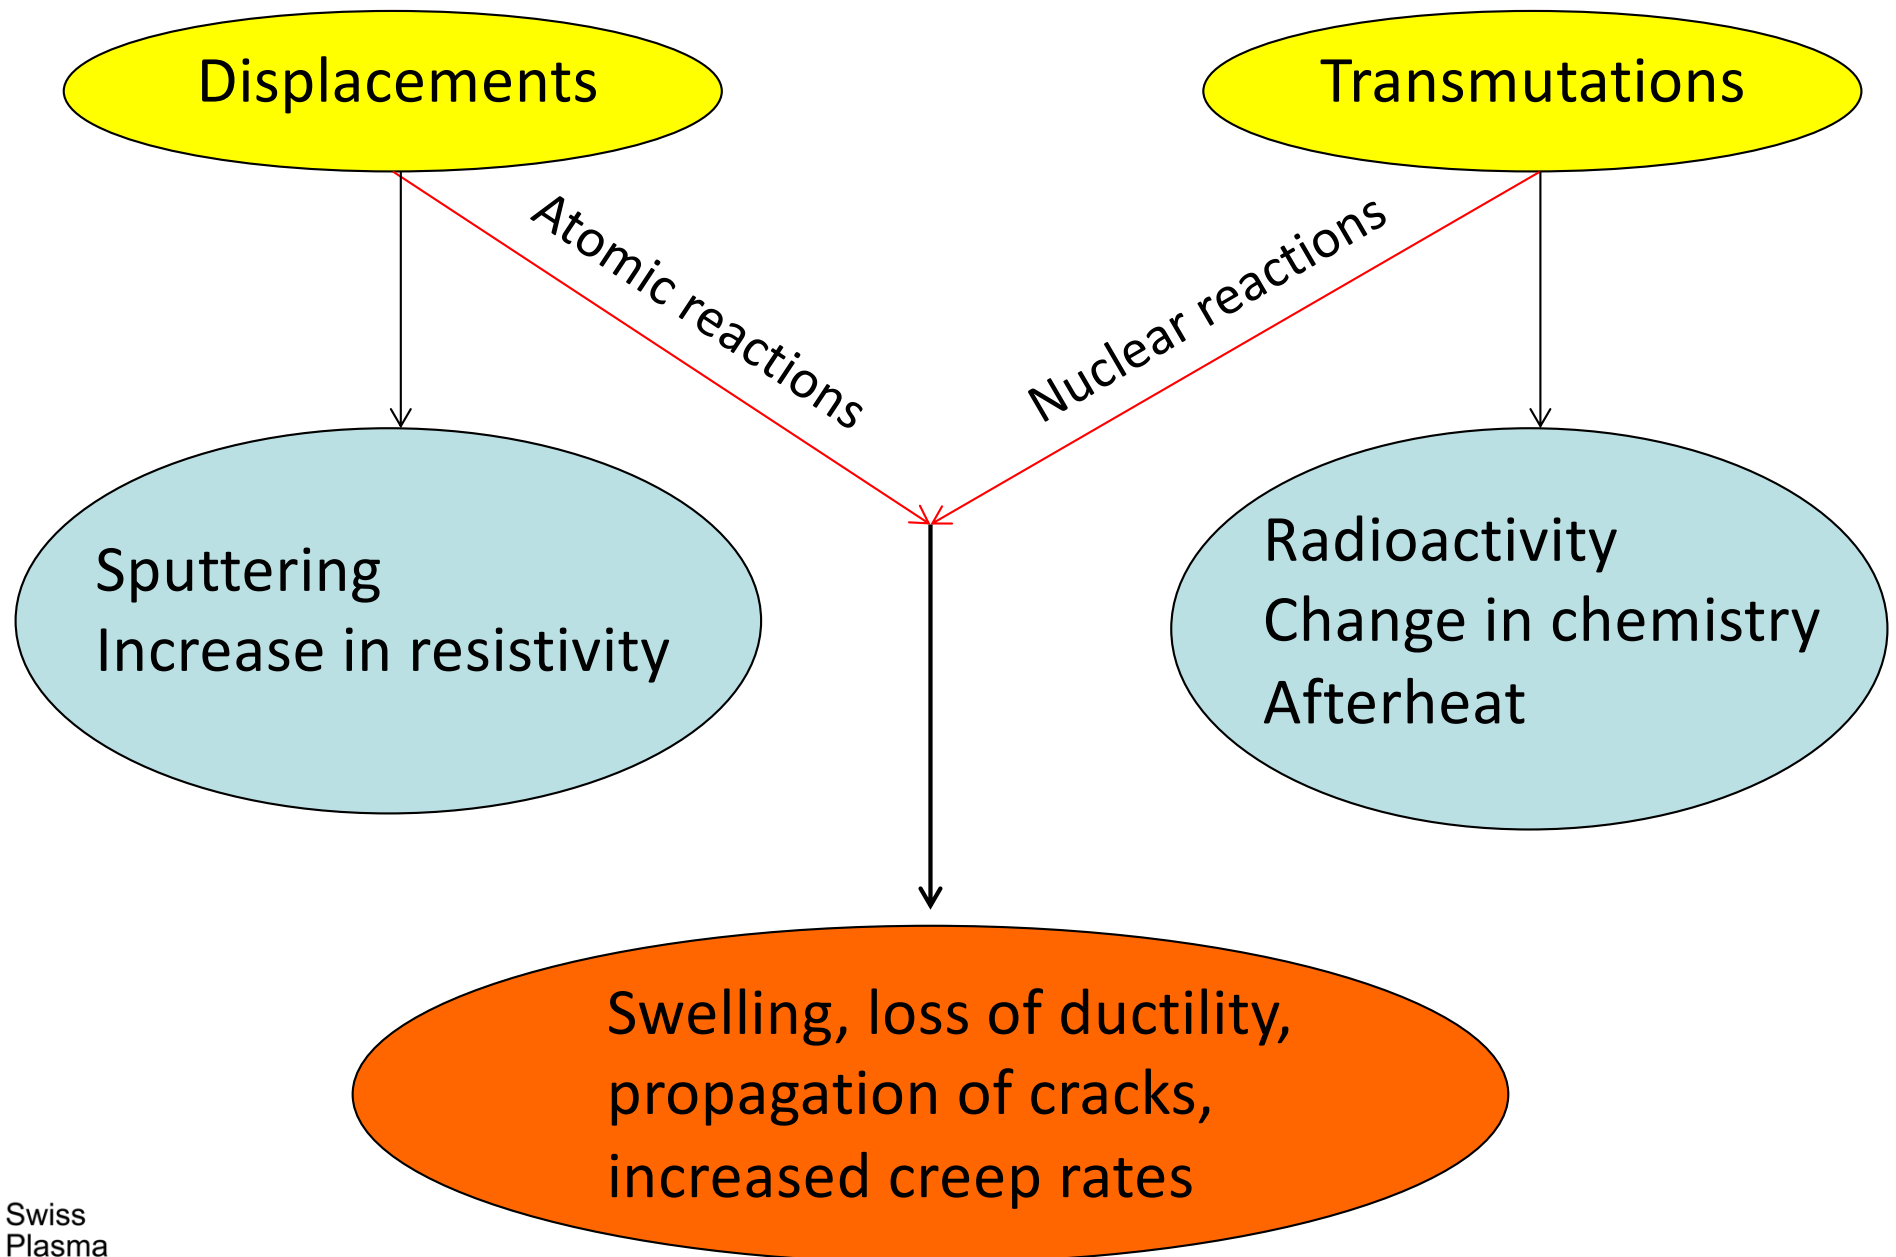 Displacements
Transmutations
Atomic reactions
Nuclear reactions
Sputtering
Increase in resistivity
Radioactivity
Change in chemistry
Afterheat
Swelling, loss of ductility,
propagation of cracks,
increased creep rates
Swiss
Plasma